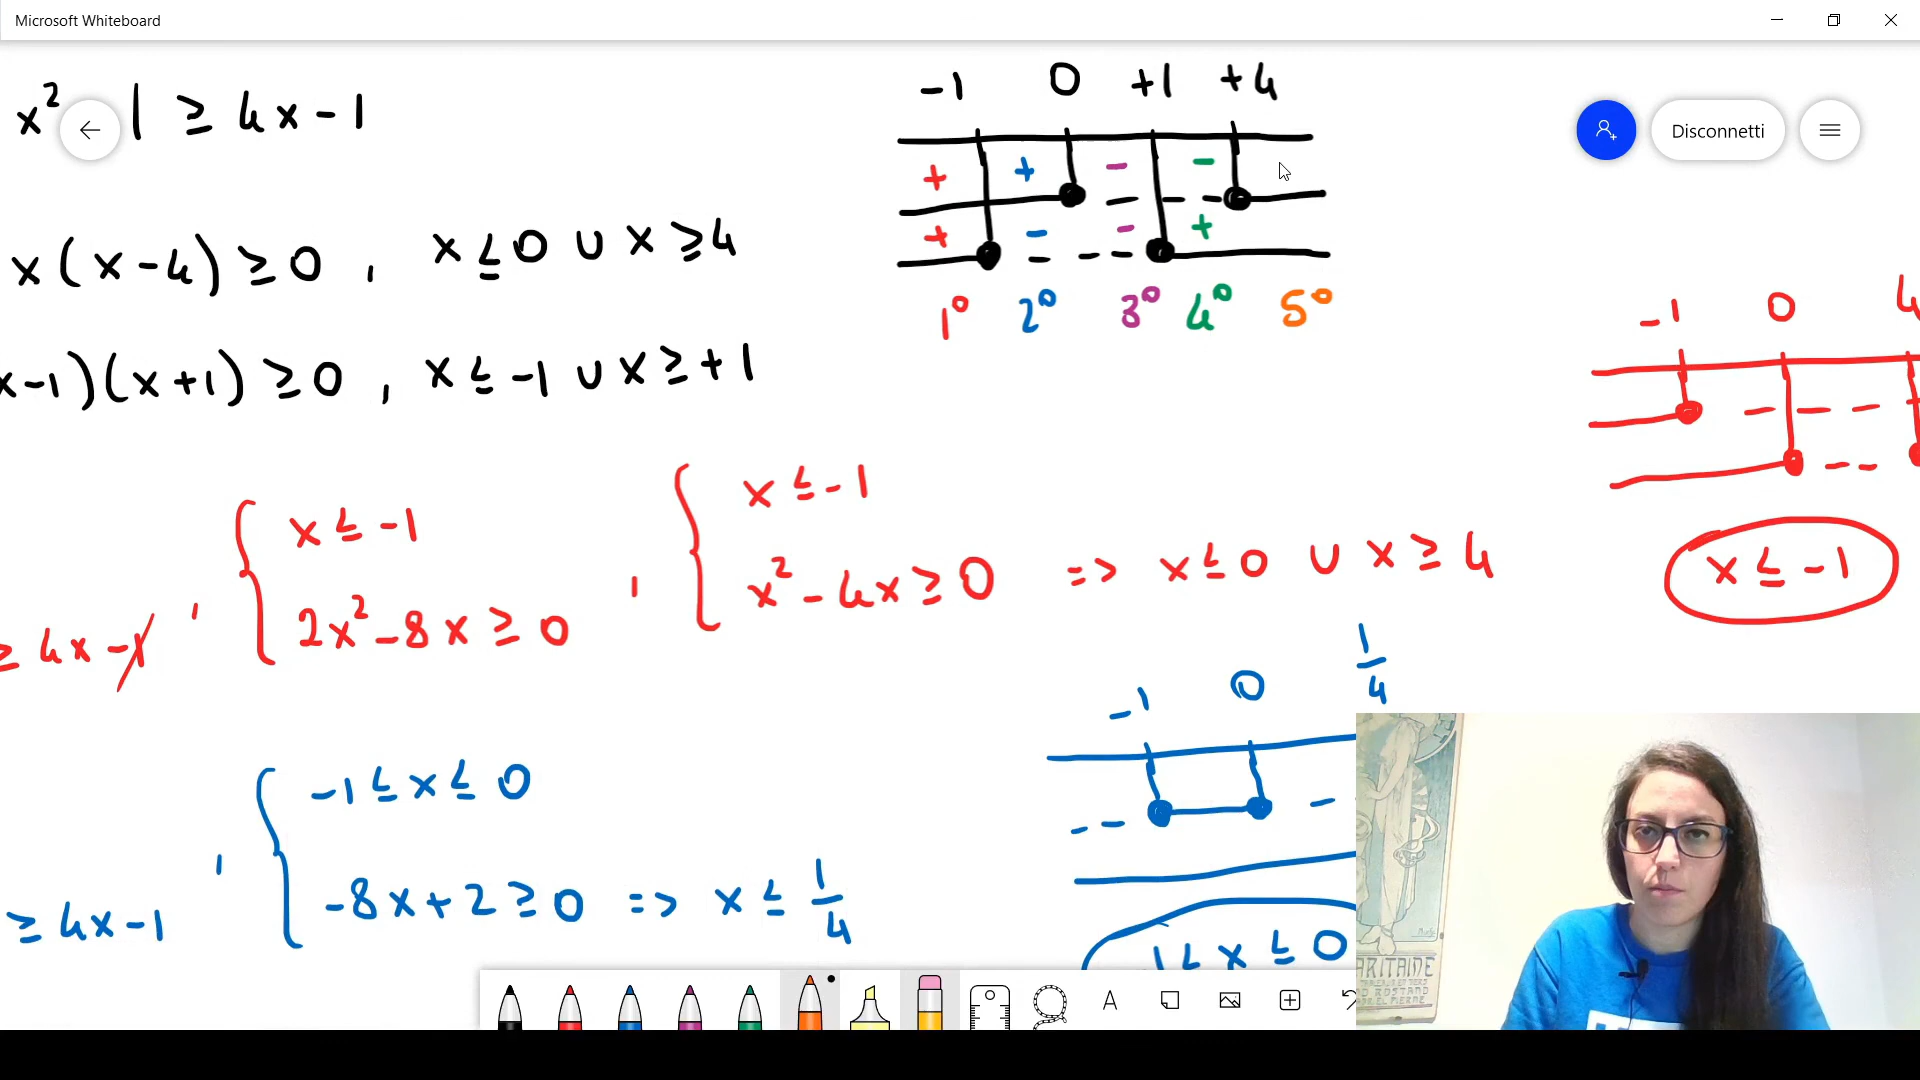 Microsoft Whiteboard
x² 1 ≥ 4x - 1
-1 0 +1 +4
+ + - -
+ - - +
1° 2° 3° 4° 5°
Disconnetti
x(x-4) ≥ 0 , x ≤ 0 ∪ x ≥ 4
x-1)(x+1) ≥ 0 , x ≤ -1 ∪ x ≥ +1
-1 0 4
≥ 4x - 1 , { x ≤ -1
2x² - 8x ≥ 0 ,
{ x ≤ -1
x² - 4x ≥ 0 => x ≤ 0 ∪ x ≥ 4
x ≤ -1
-1 0 1/4
≥ 4x - 1 , { -1 ≤ x ≤ 0
-8x + 2 ≥ 0 => x ≤ 1/4
1 ≤ x ≤ 0
A